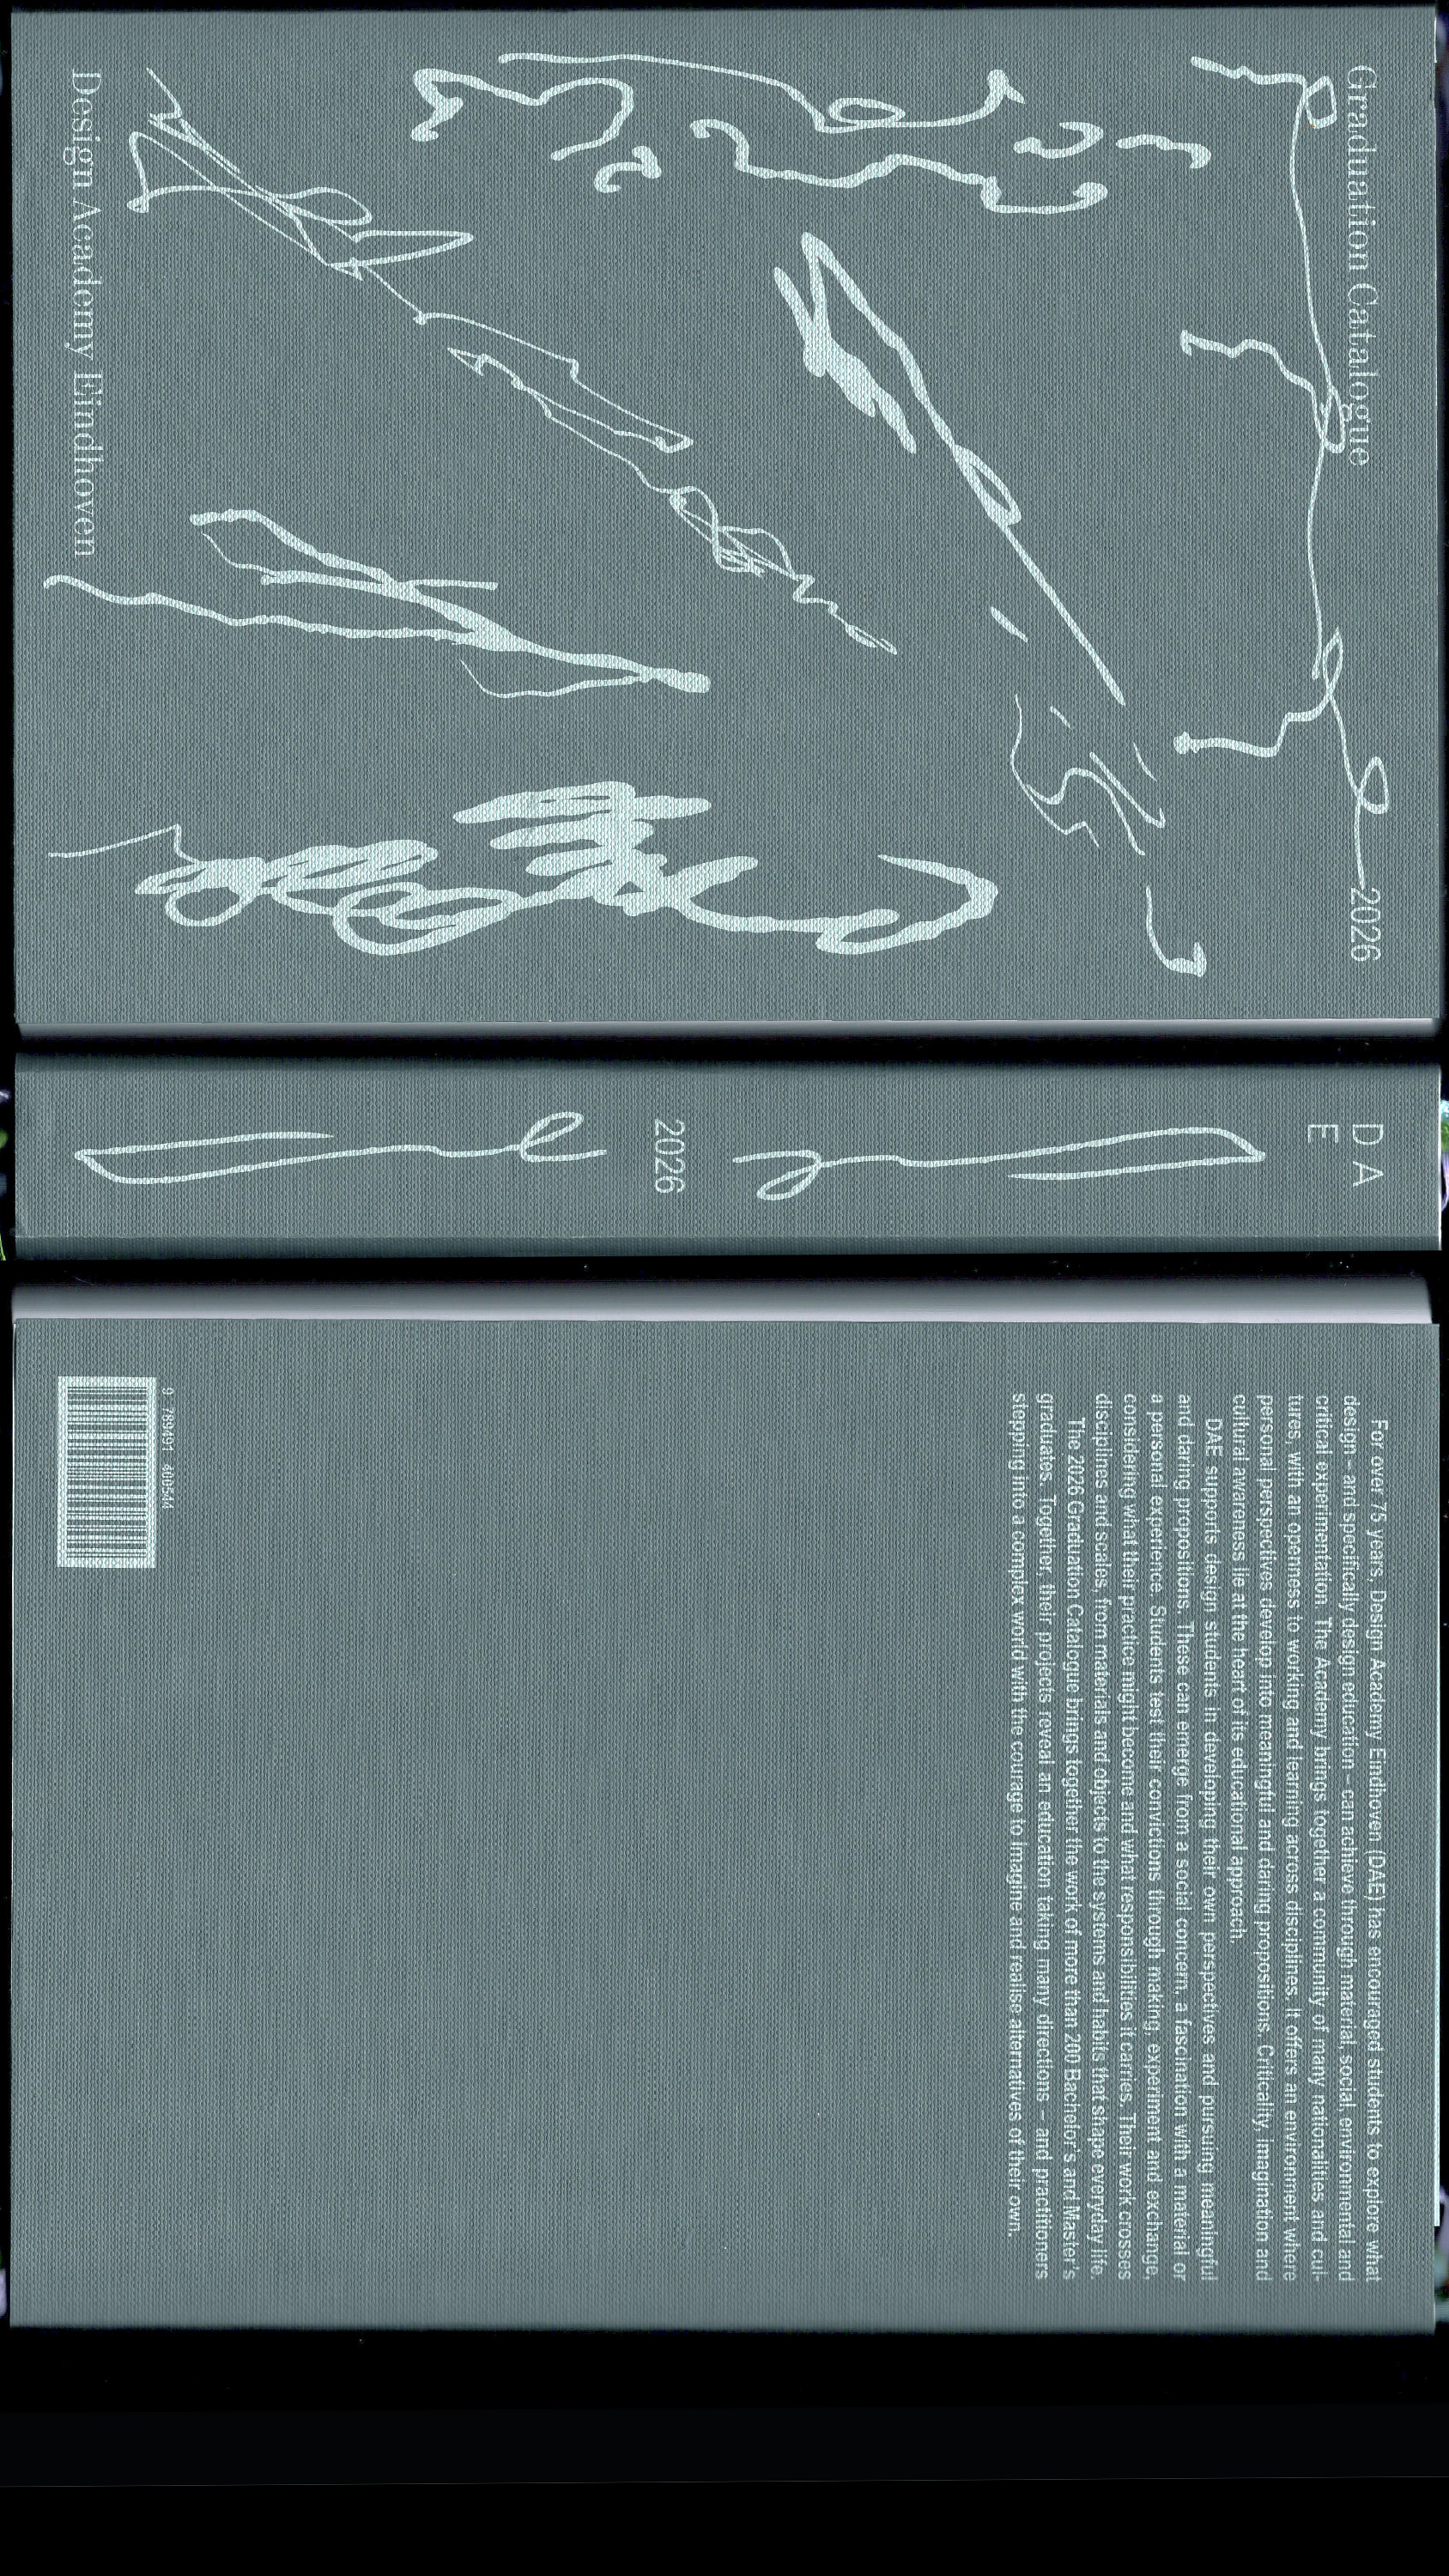 Graduation Catalogue
2026
Design Academy Eindhoven
D A
E
2026
For over 75 years, Design Academy Eindhoven (DAE) has encouraged students to explore what
design – and specifically design education – can achieve through material, social, environmental and
critical experimentation. The Academy brings together a community of many nationalities and cul-
tures, with an openness to working and learning across disciplines. It offers an environment where
personal perspectives develop into meaningful and daring propositions. Criticality, imagination and
cultural awareness lie at the heart of its educational approach.
DAE supports design students in developing their own perspectives and pursuing meaningful
and daring propositions. These can emerge from a social concern, a fascination with a material or
a personal experience. Students test their convictions through making, experiment and exchange,
considering what their practice might become and what responsibilities it carries. Their work crosses
disciplines and scales, from materials and objects to the systems and habits that shape everyday life.
The 2026 Graduation Catalogue brings together the work of more than 200 Bachelor's and Master's
graduates. Together, their projects reveal an education taking many directions – and practitioners
stepping into a complex world with the courage to imagine and realise alternatives of their own.
9 789491 400544